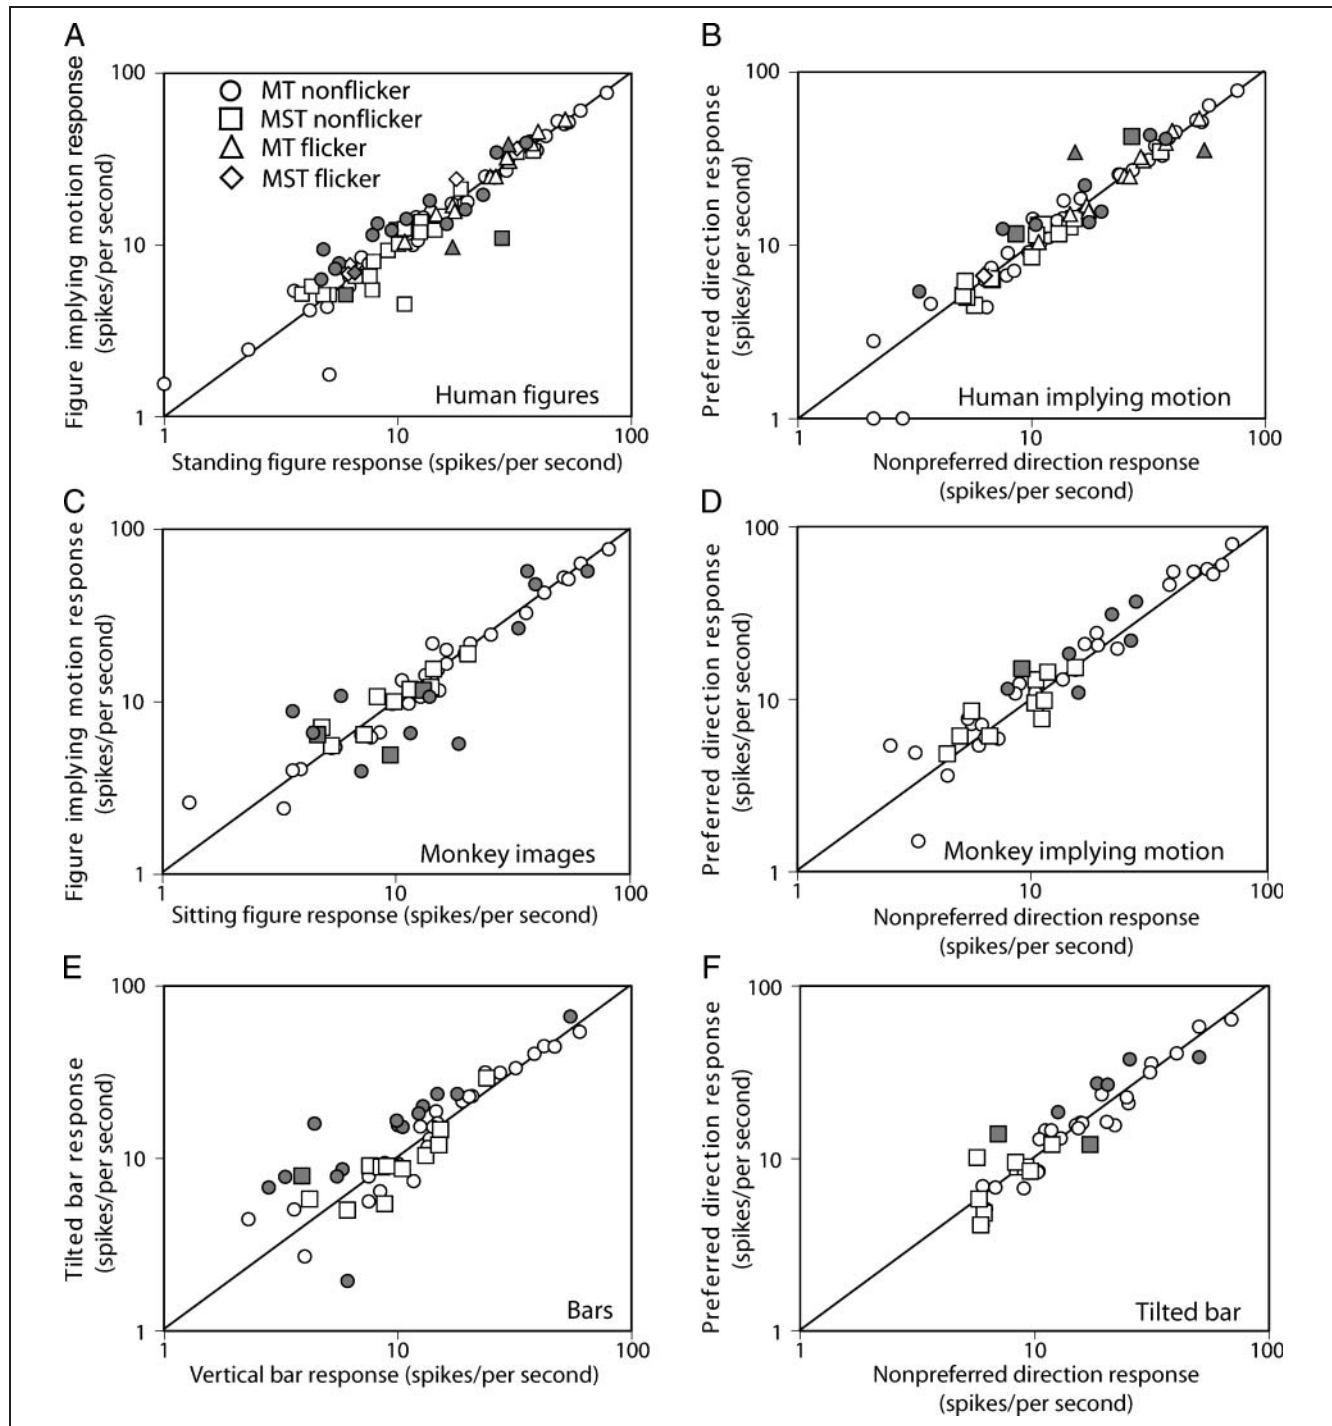 A
Figure implying motion response
(spikes/per second)
100
10
1
MT nonflicker
MST nonflicker
MT flicker
MST flicker
Human figures
1
10
100
Standing figure response (spikes/per second)
B
Preferred direction response
(spikes/per second)
100
10
1
Human implying motion
1
10
100
Nonpreferred direction response
(spikes/per second)
C
Figure implying motion response
(spikes/per second)
100
10
1
Monkey images
1
10
100
Sitting figure response (spikes/per second)
D
Preferred direction response
(spikes/per second)
100
10
1
Monkey implying motion
1
10
100
Nonpreferred direction response
(spikes/per second)
E
Tilted bar response
(spikes/per second)
100
10
1
Bars
1
10
100
Vertical bar response (spikes/per second)
F
Preferred direction response
(spikes/per second)
100
10
1
Tilted bar
1
10
100
Nonpreferred direction response
(spikes/per second)